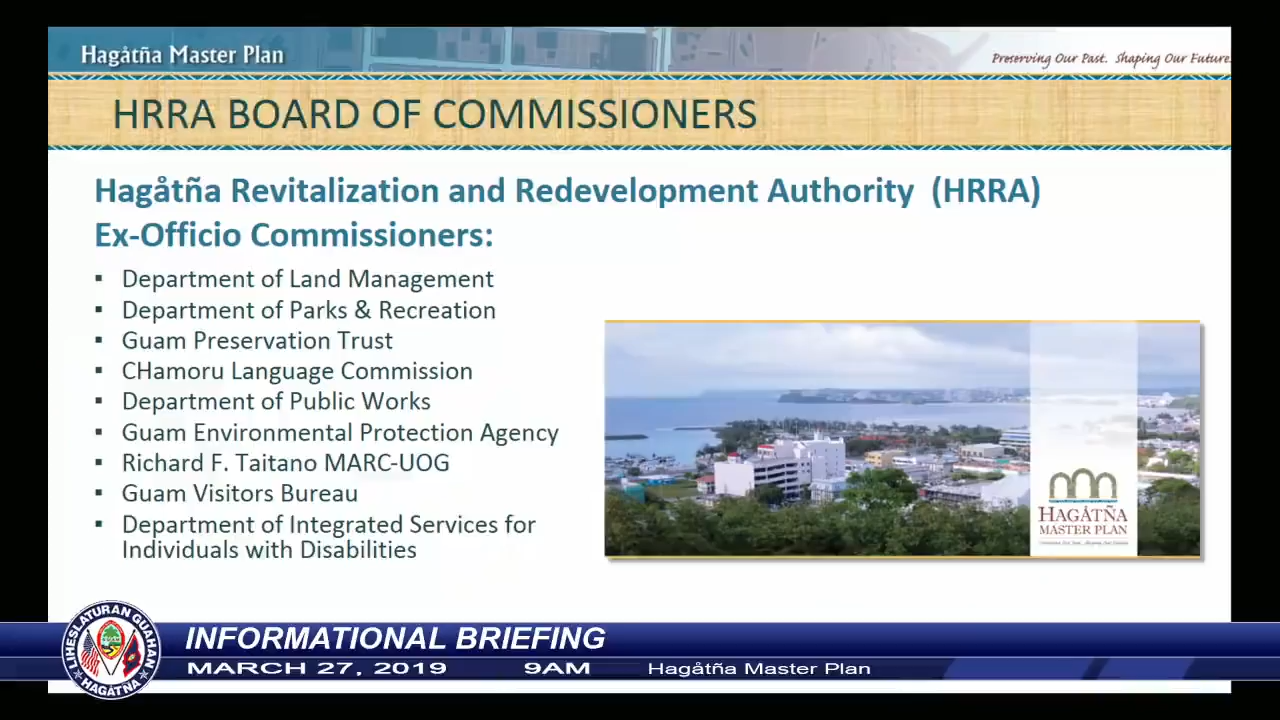 Hagåtña Master Plan
Preserving Our Past. Shaping Our Future.
HRRA BOARD OF COMMISSIONERS
Hagåtña Revitalization and Redevelopment Authority (HRRA)
Ex-Officio Commissioners:
▪ Department of Land Management
▪ Department of Parks & Recreation
▪ Guam Preservation Trust
▪ CHamoru Language Commission
▪ Department of Public Works
▪ Guam Environmental Protection Agency
▪ Richard F. Taitano MARC-UOG
▪ Guam Visitors Bureau
▪ Department of Integrated Services for
Individuals with Disabilities
HAGÅTÑA
MASTER PLAN
I LIHESLATURAN GUAHAN
HAGÅTÑA
INFORMATIONAL BRIEFING
MARCH 27, 2019 9AM Hagåtña Master Plan